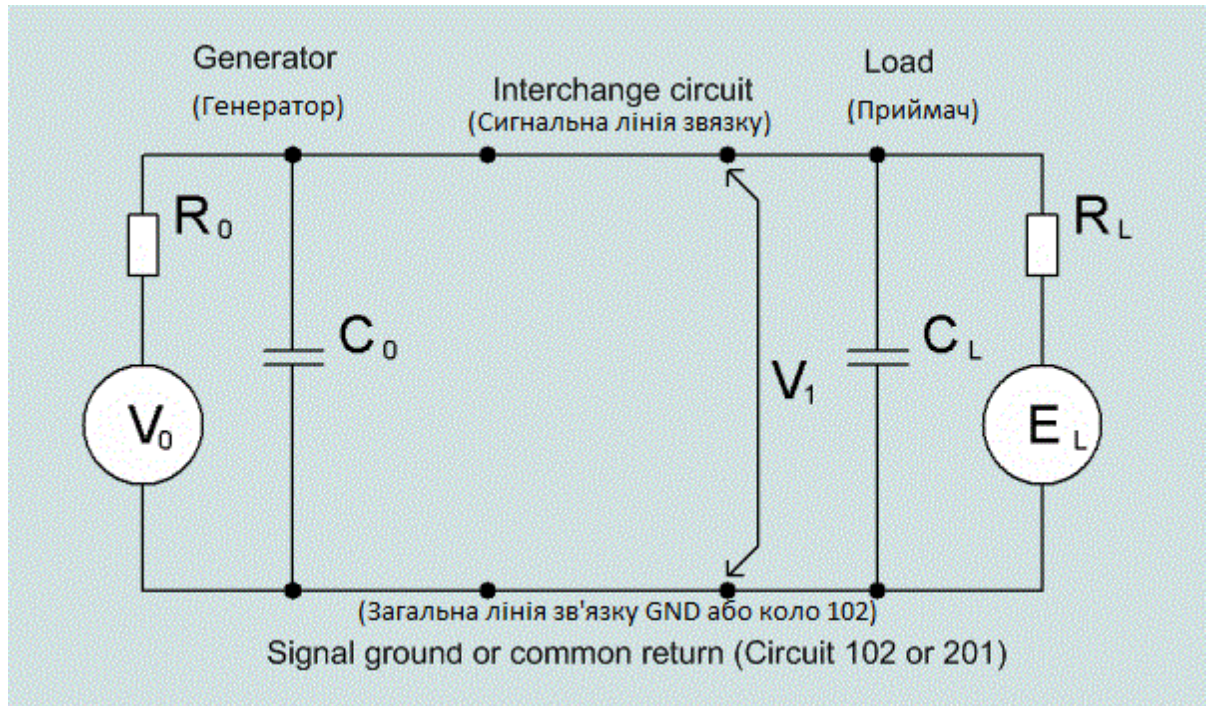 Generator
(Генератор)
Interchange circuit
(Сигнальна лінія звязку)
Load
(Приймач)
R0
C0
V0
V1
CL
RL
EL
(Загальна лінія зв'язку GND або коло 102)
Signal ground or common return (Circuit 102 or 201)